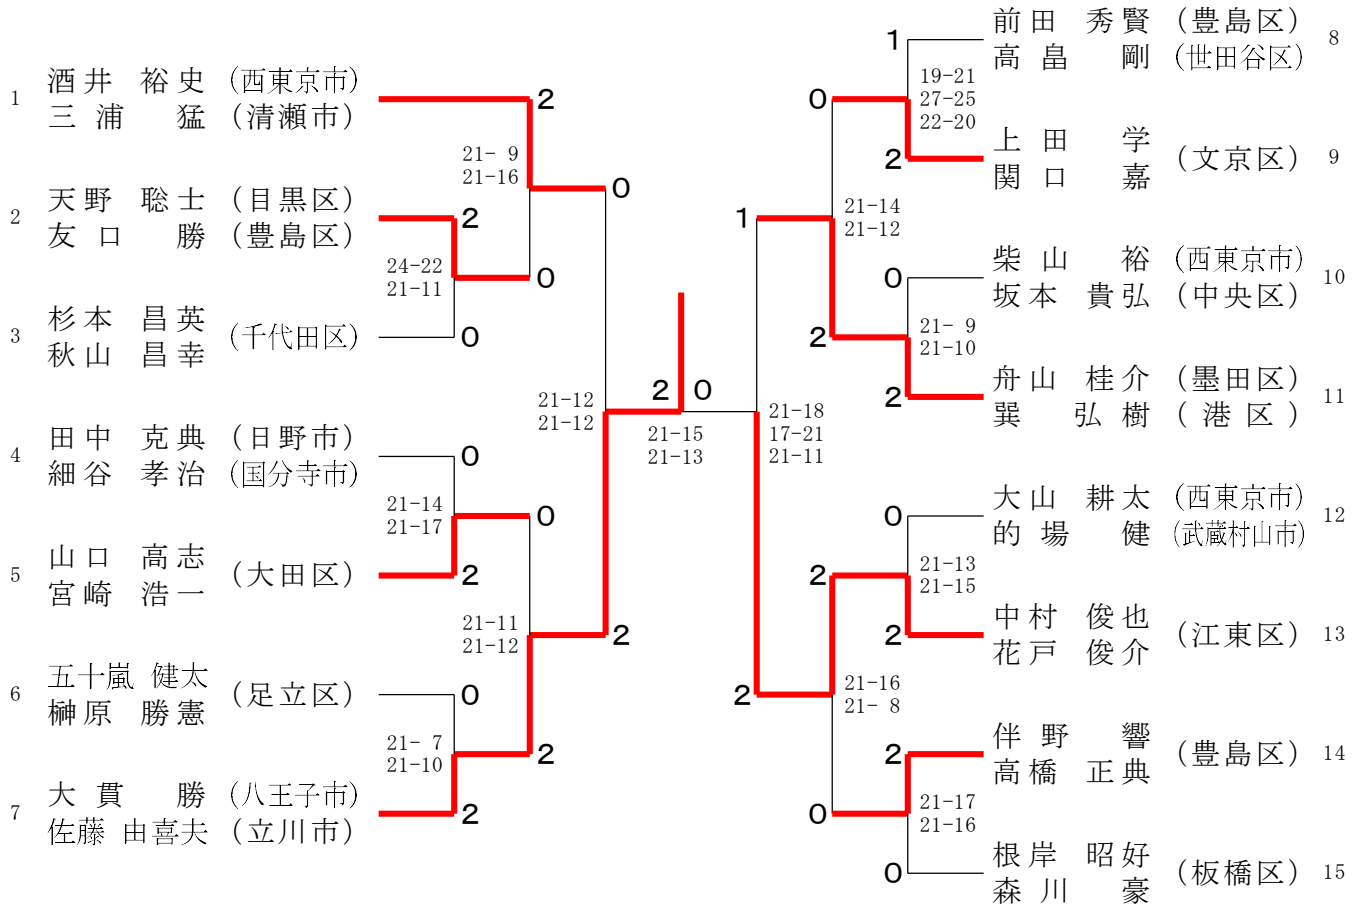 1 酒井 裕史 (西東京市)
三浦 猛 (清瀬市)
2
21- 9
21-16
0
2 天野 聡士 (目黒区)
友口 勝 (豊島区)
2
24-22
21-11
0
3 杉本 昌英 (千代田区)
秋山 昌幸
0
21-12
21-12
4 田中 克典 (日野市)
細谷 孝治 (国分寺市)
0
21-14
21-17
0
5 山口 高志 (大田区)
宮崎 浩一
2
21-11
21-12
2
6 五十嵐 健太 (足立区)
榊原 勝憲
0
21- 7
21-10
2
7 大貫 勝 (八王子市)
佐藤 由喜夫 (立川市)
2
2 0
21-15
21-13
前田 秀賢 (豊島区) 8
高畠 剛 (世田谷区)
1
19-21
27-25
22-20
0
上田 学 (文京区) 9
関口 嘉
2
1
21-14
21-12
柴山 裕 (西東京市) 10
坂本 貴弘 (中央区)
0
21- 9
21-10
2
舟山 桂介 (墨田区) 11
巽 弘樹 (港区)
2
21-18
17-21
21-11
大山 耕太 (西東京市) 12
的場 健 (武蔵村山市)
0
21-13
21-15
2
中村 俊也 (江東区) 13
花戸 俊介
2
2
21-16
21- 8
伴野 響 (豊島区) 14
高橋 正典
2
21-17
21-16
0
根岸 昭好 (板橋区) 15
森川 豪
0